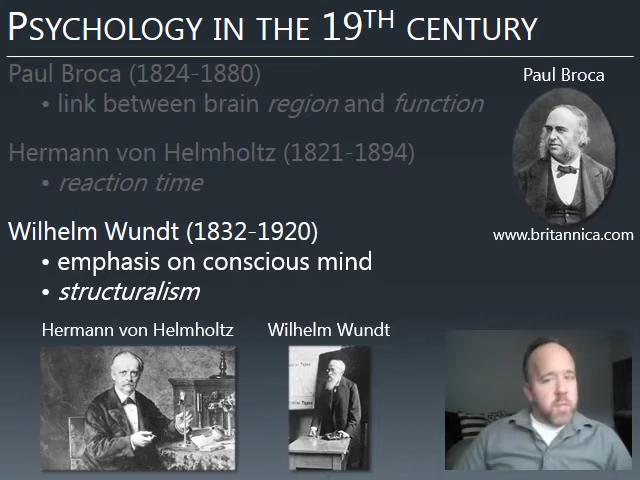 PSYCHOLOGY IN THE 19TH CENTURY
Paul Broca (1824-1880)
• link between brain region and function
Hermann von Helmholtz (1821-1894)
• reaction time
Wilhelm Wundt (1832-1920)
• emphasis on conscious mind
• structuralism
Paul Broca
www.britannica.com
Hermann von Helmholtz
Wilhelm Wundt